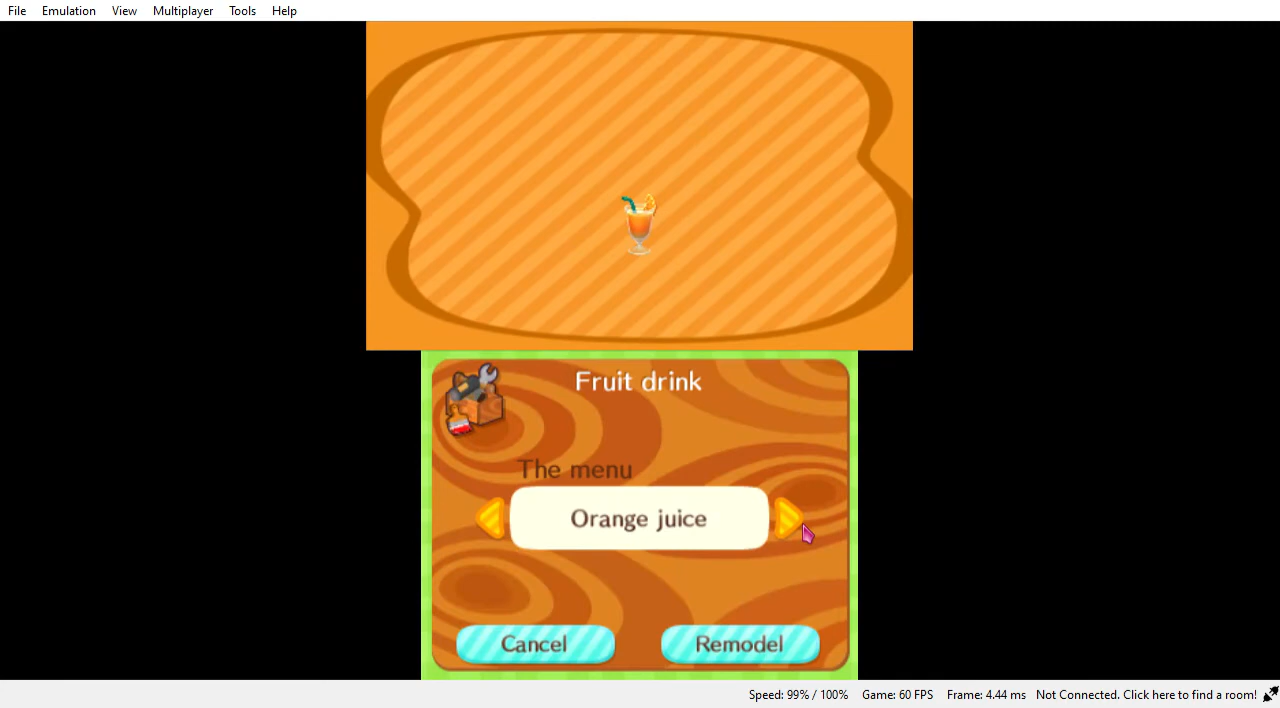 File Emulation View Multiplayer Tools Help
Fruit drink
The menu
Orange juice
Cancel Remodel
Speed: 99% / 100% Game: 60 FPS Frame: 4.44 ms Not Connected. Click here to find a room!